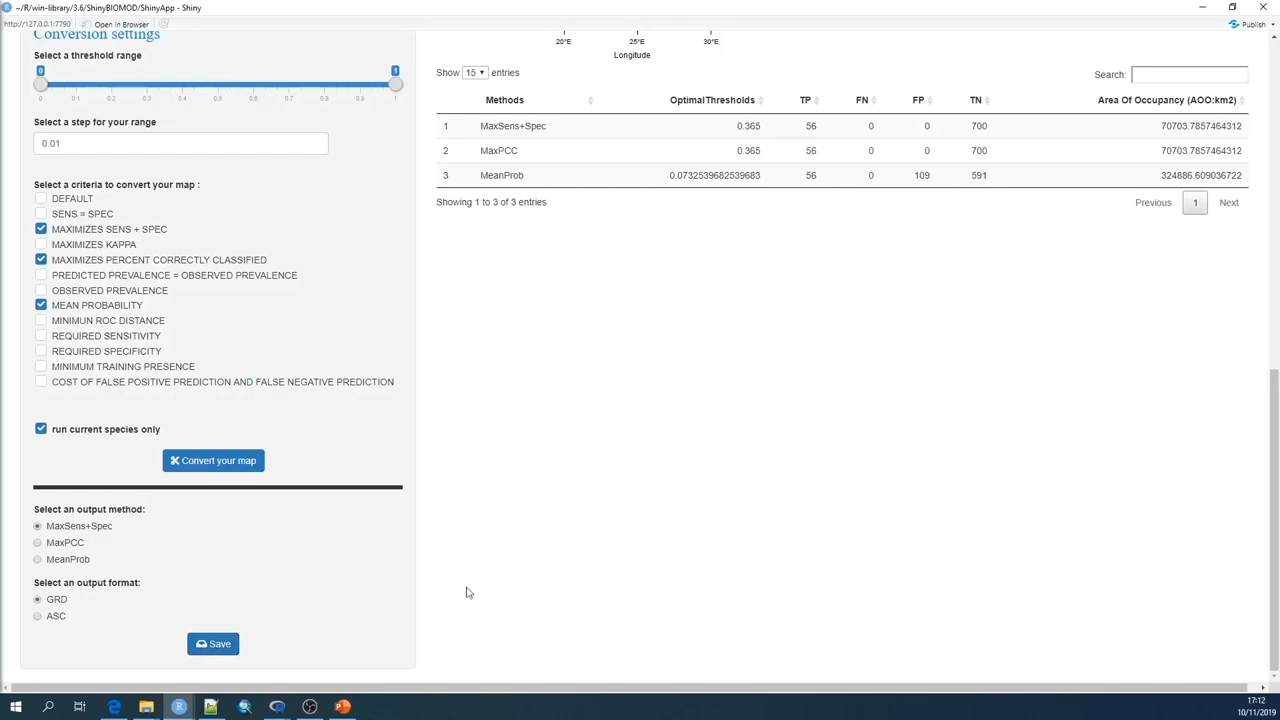 ~/R/win-library/3.6/ShinyBIOMOD/ShinyApp - Shiny
http://127.0.0.1:7790 Open in Browser Publish
Conversion settings
Select a threshold range
0 1
0 0.1 0.2 0.3 0.4 0.5 0.6 0.7 0.8 0.9 1
Select a step for your range
0.01
Select a criteria to convert your map :
DEFAULT
SENS = SPEC
MAXIMIZES SENS + SPEC
MAXIMIZES KAPPA
MAXIMIZES PERCENT CORRECTLY CLASSIFIED
PREDICTED PREVALENCE = OBSERVED PREVALENCE
OBSERVED PREVALENCE
MEAN PROBABILITY
MINIMUN ROC DISTANCE
REQUIRED SENSITIVITY
REQUIRED SPECIFICITY
MINIMUM TRAINING PRESENCE
COST OF FALSE POSITIVE PREDICTION AND FALSE NEGATIVE PREDICTION
run current species only
Convert your map
Select an output method:
MaxSens+Spec
MaxPCC
MeanProb
Select an output format:
GRD
ASC
Save
20°E 25°E 30°E
Longitude
Show 15 entries
Search:
Methods OptimalThresholds TP FN FP TN Area Of Occupancy (AOO:km2)
1 MaxSens+Spec 0.365 56 0 0 700 70703.7857464312
2 MaxPCC 0.365 56 0 0 700 70703.7857464312
3 MeanProb 0.0732539682539683 56 0 109 591 324886.609036722
Showing 1 to 3 of 3 entries
Previous 1 Next
17:12
10/11/2019